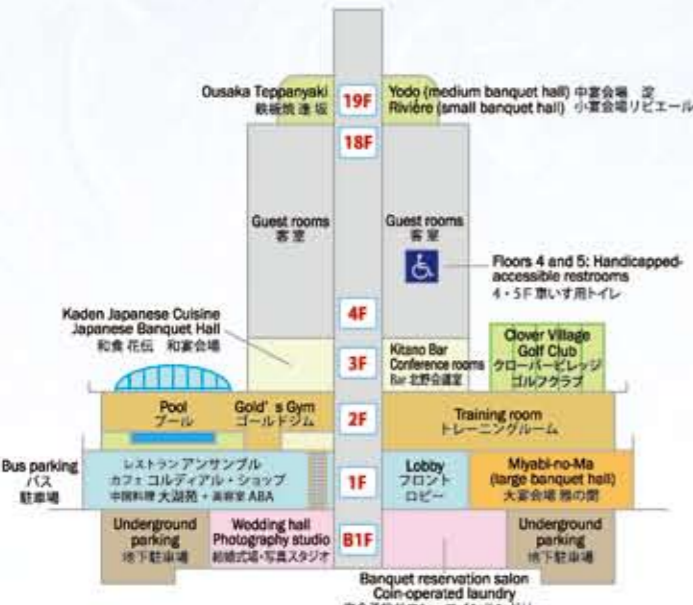 Ousaka Teppanyaki
鉄板焼 逢坂
19F
Yodo (medium banquet hall) 中宴会場 淀
Rivière (small banquet hall) 小宴会場リビエール
18F
Guest rooms
客室
Guest rooms
客室
Floors 4 and 5: Handicapped-
accessible restrooms
4・5F 車いす用トイレ
4F
Kaden Japanese Cuisine
Japanese Banquet Hall
和食 花伝 和宴会場
3F
Kitano Bar
Conference rooms
Bar 北野会議室
Clover Village
Golf Club
クローバービレッジ
ゴルフクラブ
Pool
プール
Gold's Gym
ゴールドジム
2F
Training room
トレーニングルーム
Bus parking
バス
駐車場
レストラン アンサンブル
カフェ コルディアル・ショップ
中国料理 大湖苑・美容室 ABA
1F
Lobby
フロント
ロビー
Miyabi-no-Ma
(large banquet hall)
大宴会場 雅の間
Underground
parking
地下駐車場
Wedding hall
Photography studio
結婚式場・写真スタジオ
B1F
Underground
parking
地下駐車場
Banquet reservation salon
Coin-operated laundry